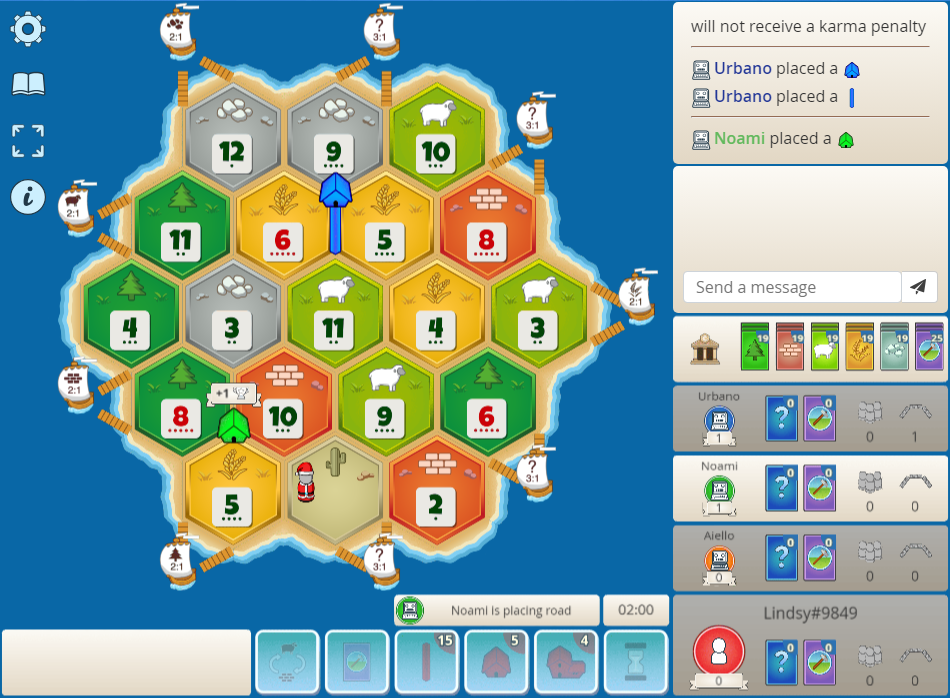 will not receive a karma penalty
Urbano placed a
Urbano placed a
Noami placed a
Send a message
19 19 19 19 19 25
Urbano
0 0
1 0 1
Noami
0 0
1 0 0
Aiello
0 0
0 0 0
Lindsy#9849
0 0
0 0 0
2:1
?
3:1
12 9 10
?
3:1
2:1
11 6 5 8
2:1
4 3 11 4 3
2:1
+1
8 10 9 6
5 2
?
3:1
2:1
?
3:1
Noami is placing road 02:00
15 5 4
i